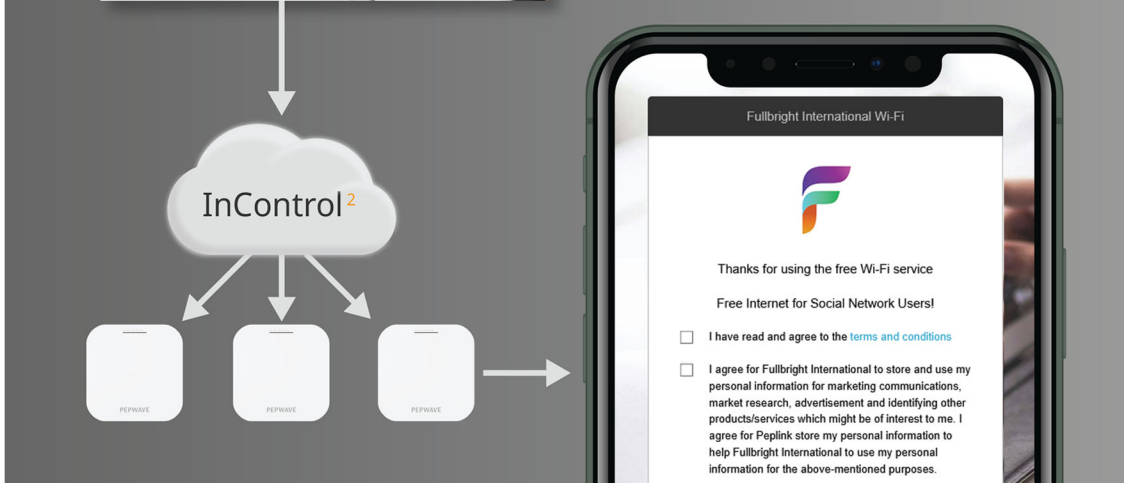 InControl 2
PEPWAVE
PEPWAVE
PEPWAVE
Fullbright International Wi-Fi
Thanks for using the free Wi-Fi service
Free Internet for Social Network Users!
I have read and agree to the terms and conditions
I agree for Fullbright International to store and use my
personal information for marketing communications,
market research, advertisement and identifying other
products/services which might be of interest to me. I
agree for Peplink store my personal information to
help Fullbright International to use my personal
information for the above-mentioned purposes.